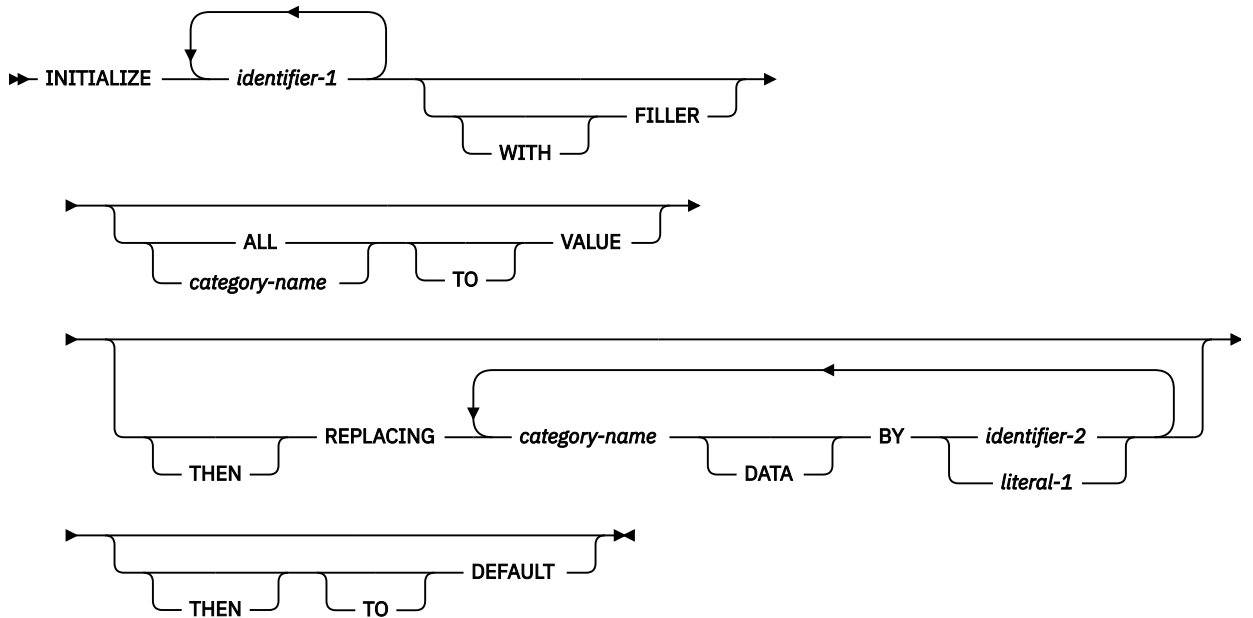 INITIALIZE identifier-1
FILLER
WITH
ALL VALUE
category-name TO
REPLACING category-name BY identifier-2
THEN DATA literal-1
DEFAULT
THEN TO